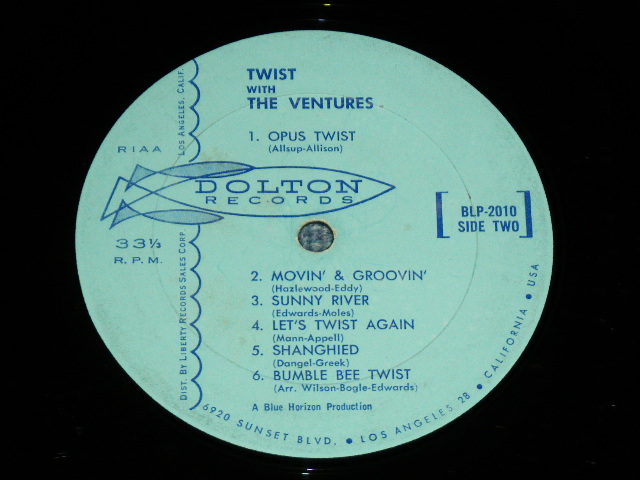 TWIST
WITH
THE VENTURES
1. OPUS TWIST
(Allsup-Allison)
RIAA
DOLTON
RECORDS
33⅓
R.P.M.
BLP-2010
SIDE TWO
2. MOVIN' & GROOVIN'
(Hazlewood-Eddy)
3. SUNNY RIVER
(Edwards-Moles)
4. LET'S TWIST AGAIN
(Mann-Appell)
5. SHANGHIED
(Dangel-Greek)
6. BUMBLE BEE TWIST
(Arr. Wilson-Bogle-Edwards)
A Blue Horizon Production
DIST. BY LIBERTY RECORDS SALES CORP.
LOS ANGELES, CALIF.
6920 SUNSET BLVD. • LOS ANGELES 28 • CALIFORNIA • USA